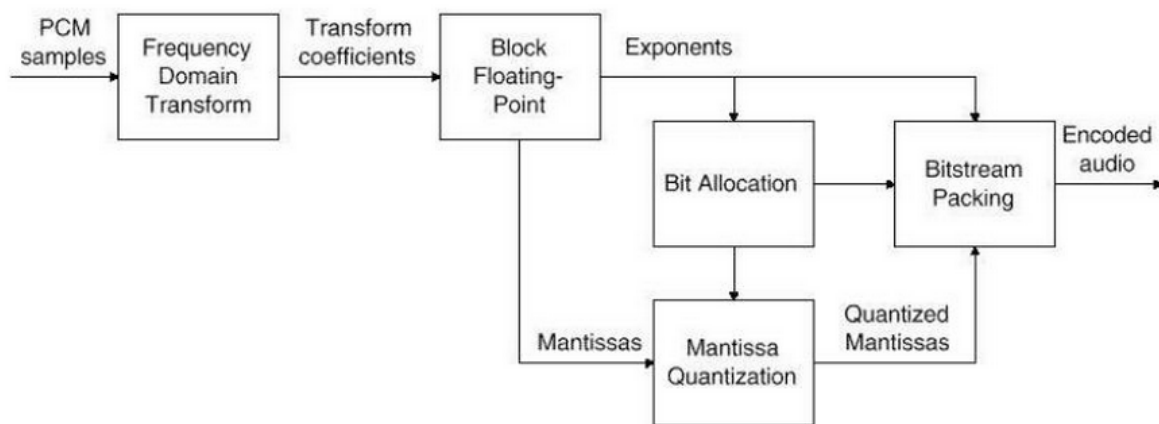 PCM
samples
Frequency
Domain
Transform
Transform
coefficients
Block
Floating-
Point
Exponents
Bit Allocation
Bitstream
Packing
Encoded
audio
Mantissas
Mantissa
Quantization
Quantized
Mantissas